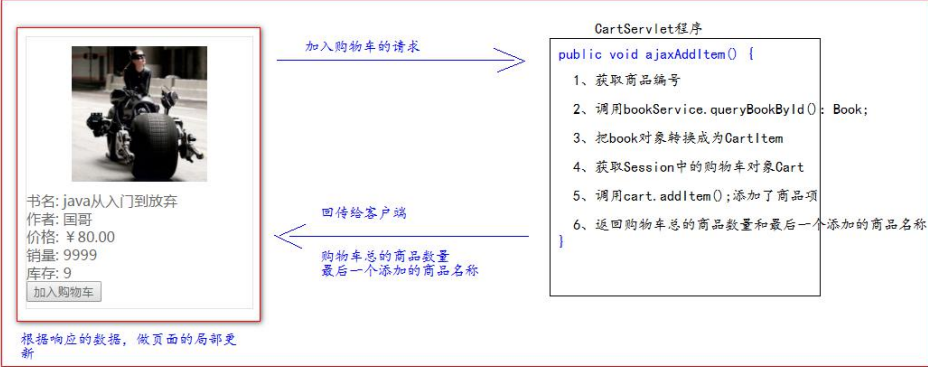 书名: java从入门到放弃
作者: 国哥
价格: ￥80.00
销量: 9999
库存: 9
加入购物车
根据响应的数据，做页面的局部更
新
加入购物车的请求
回传给客户端
购物车总的商品数量
最后一个添加的商品名称
CartServlet程序
public void ajaxAddItem() {
1、获取商品编号
2、调用bookService.queryBookById(): Book;
3、把book对象转换成为CartItem
4、获取Session中的购物车对象Cart
5、调用cart.addItem();添加了商品项
6、返回购物车总的商品数量和最后一个添加的商品名称
}